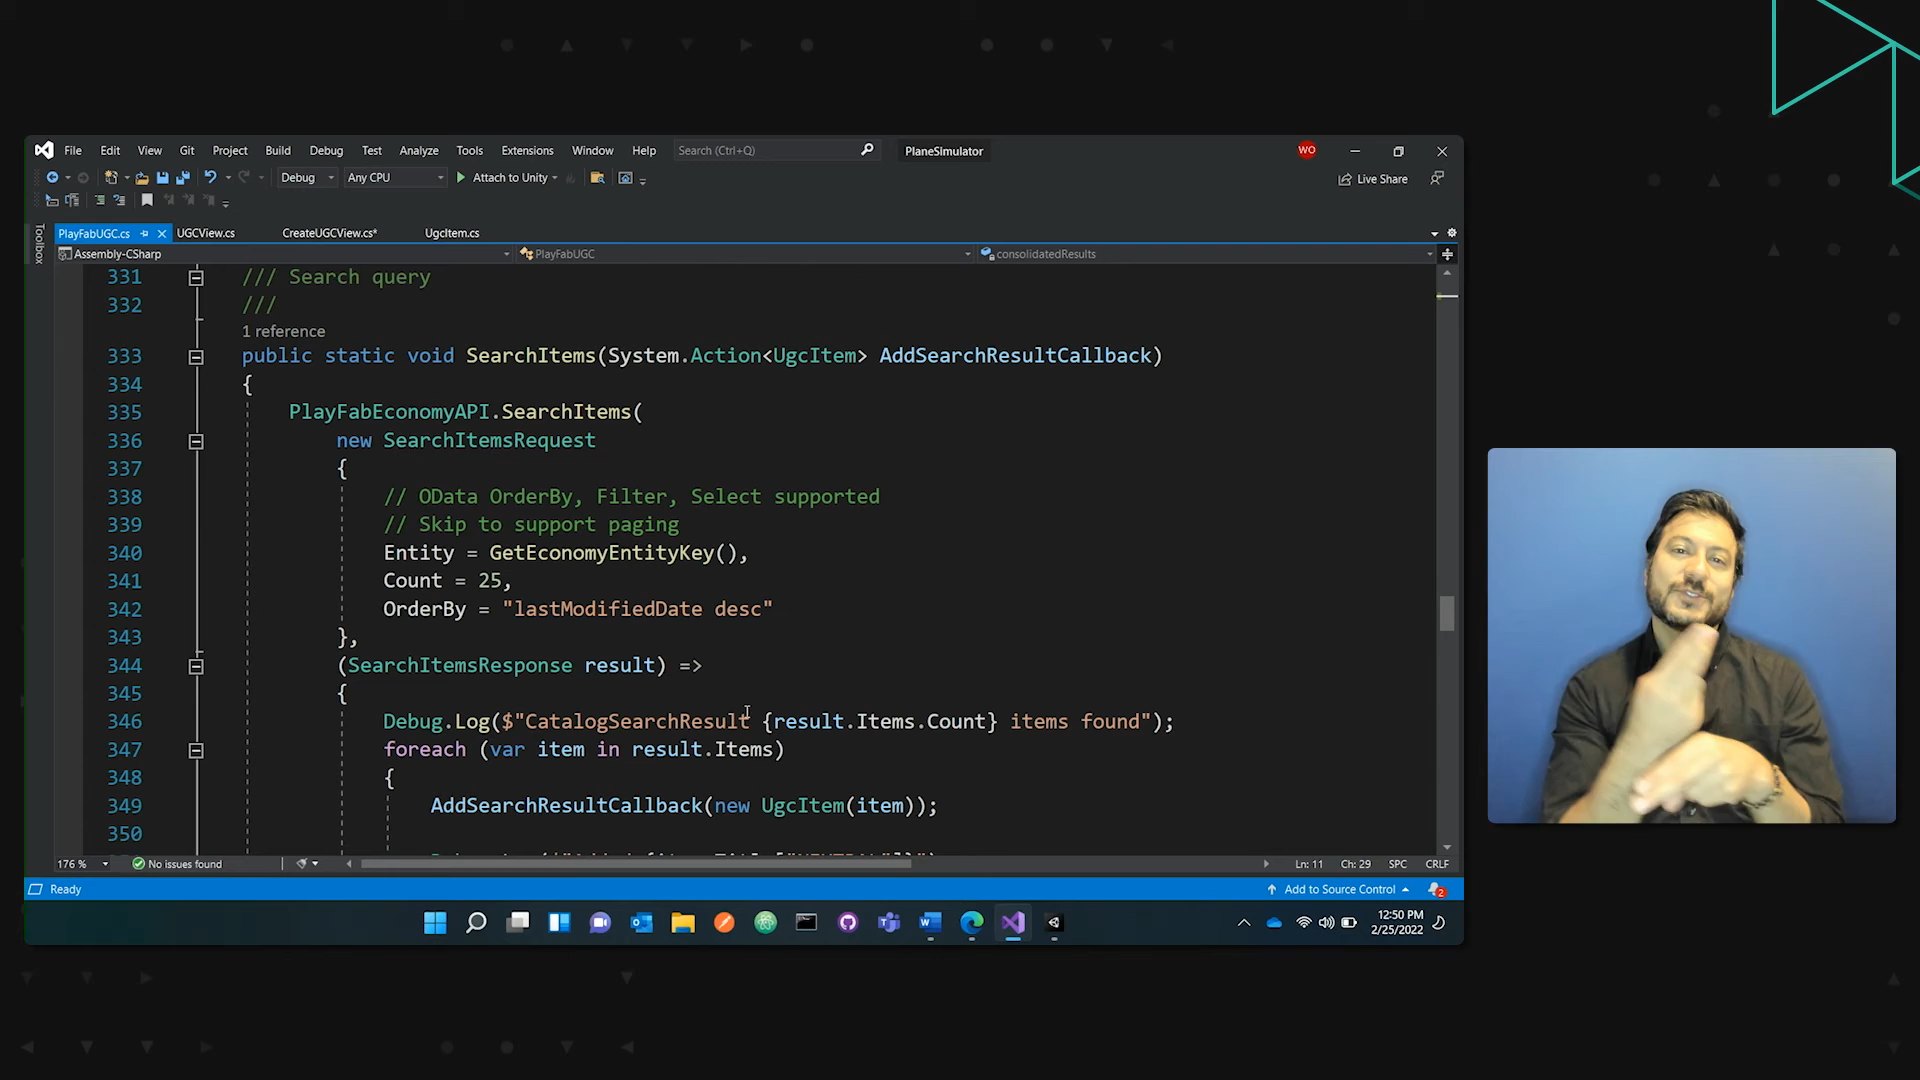 File Edit View Git Project Build Debug Test Analyze Tools Extensions Window Help Search (Ctrl+Q) PlaneSimulator WO
Debug Any CPU Attach to Unity Live Share
Toolbox
PlayFabUGC.cs UGCView.cs CreateUGCView.cs* UgcItem.cs
Assembly-CSharp PlayFabUGC consolidatedResults
331 /// Search query
332 ///
1 reference
333 public static void SearchItems(System.Action<UgcItem> AddSearchResultCallback)
334 {
335 PlayFabEconomyAPI.SearchItems(
336 new SearchItemsRequest
337 {
338 // OData OrderBy, Filter, Select supported
339 // Skip to support paging
340 Entity = GetEconomyEntityKey(),
341 Count = 25,
342 OrderBy = "lastModifiedDate desc"
343 },
344 (SearchItemsResponse result) =>
345 {
346 Debug.Log($"CatalogSearchResult {result.Items.Count} items found");
347 foreach (var item in result.Items)
348 {
349 AddSearchResultCallback(new UgcItem(item));
350
176 % No issues found Ln: 11 Ch: 29 SPC CRLF
Ready Add to Source Control 2
12:50 PM
2/25/2022